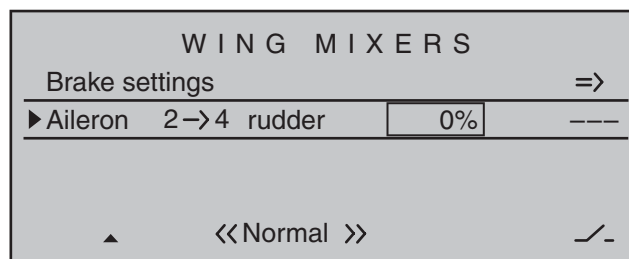 WING MIXERS
Brake settings =>
▶Aileron 2->4 rudder 0% ---
<<Normal >>